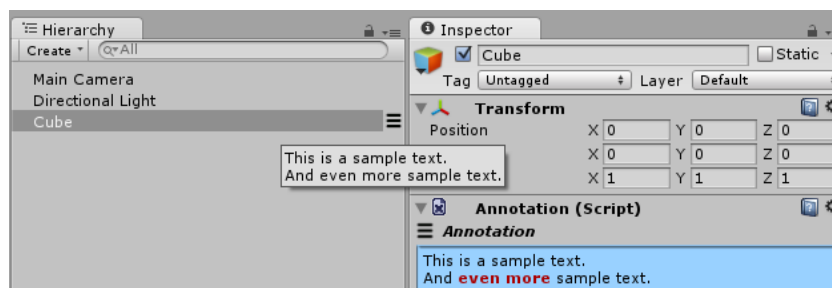 Hierarchy
Create
All
Main Camera
Directional Light
Cube
This is a sample text.
And even more sample text.
Inspector
Cube
Static
Tag Untagged Layer Default
Transform
Position X 0 Y 0 Z 0
X 0 Y 0 Z 0
X 1 Y 1 Z 1
Annotation (Script)
Annotation
This is a sample text.
And even more sample text.